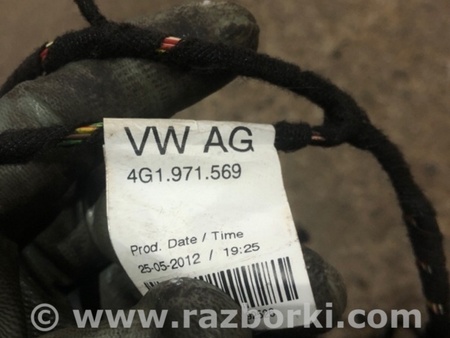 VW AG
4G1.971.569
Prod. Date / Time
25-05-2012 / 19:25
© www.razborki.com